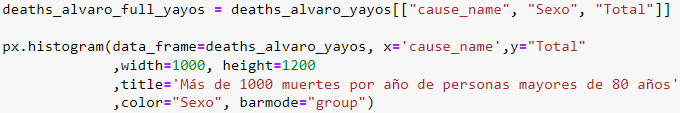 deaths_alvaro_full_yayos = deaths_alvaro_yayos[["cause_name", "Sexo", "Total"]]
px.histogram(data_frame=deaths_alvaro_yayos, x='cause_name',y="Total"
,width=1000, height=1200
,title='Más de 1000 muertes por año de personas mayores de 80 años'
,color="Sexo", barmode="group")